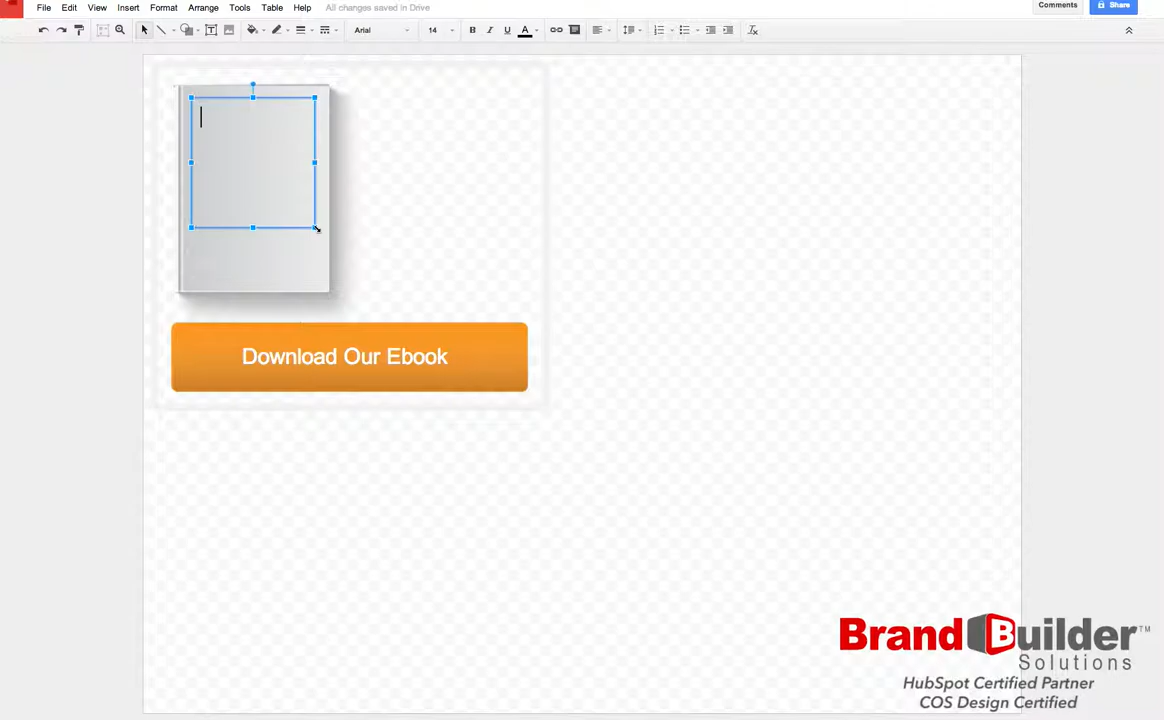 File Edit View Insert Format Arrange Tools Table Help All changes saved in Drive
Comments Share
Arial 14 B I U A
Download Our Ebook
BrandBuilder™
Solutions
HubSpot Certified Partner
COS Design Certified